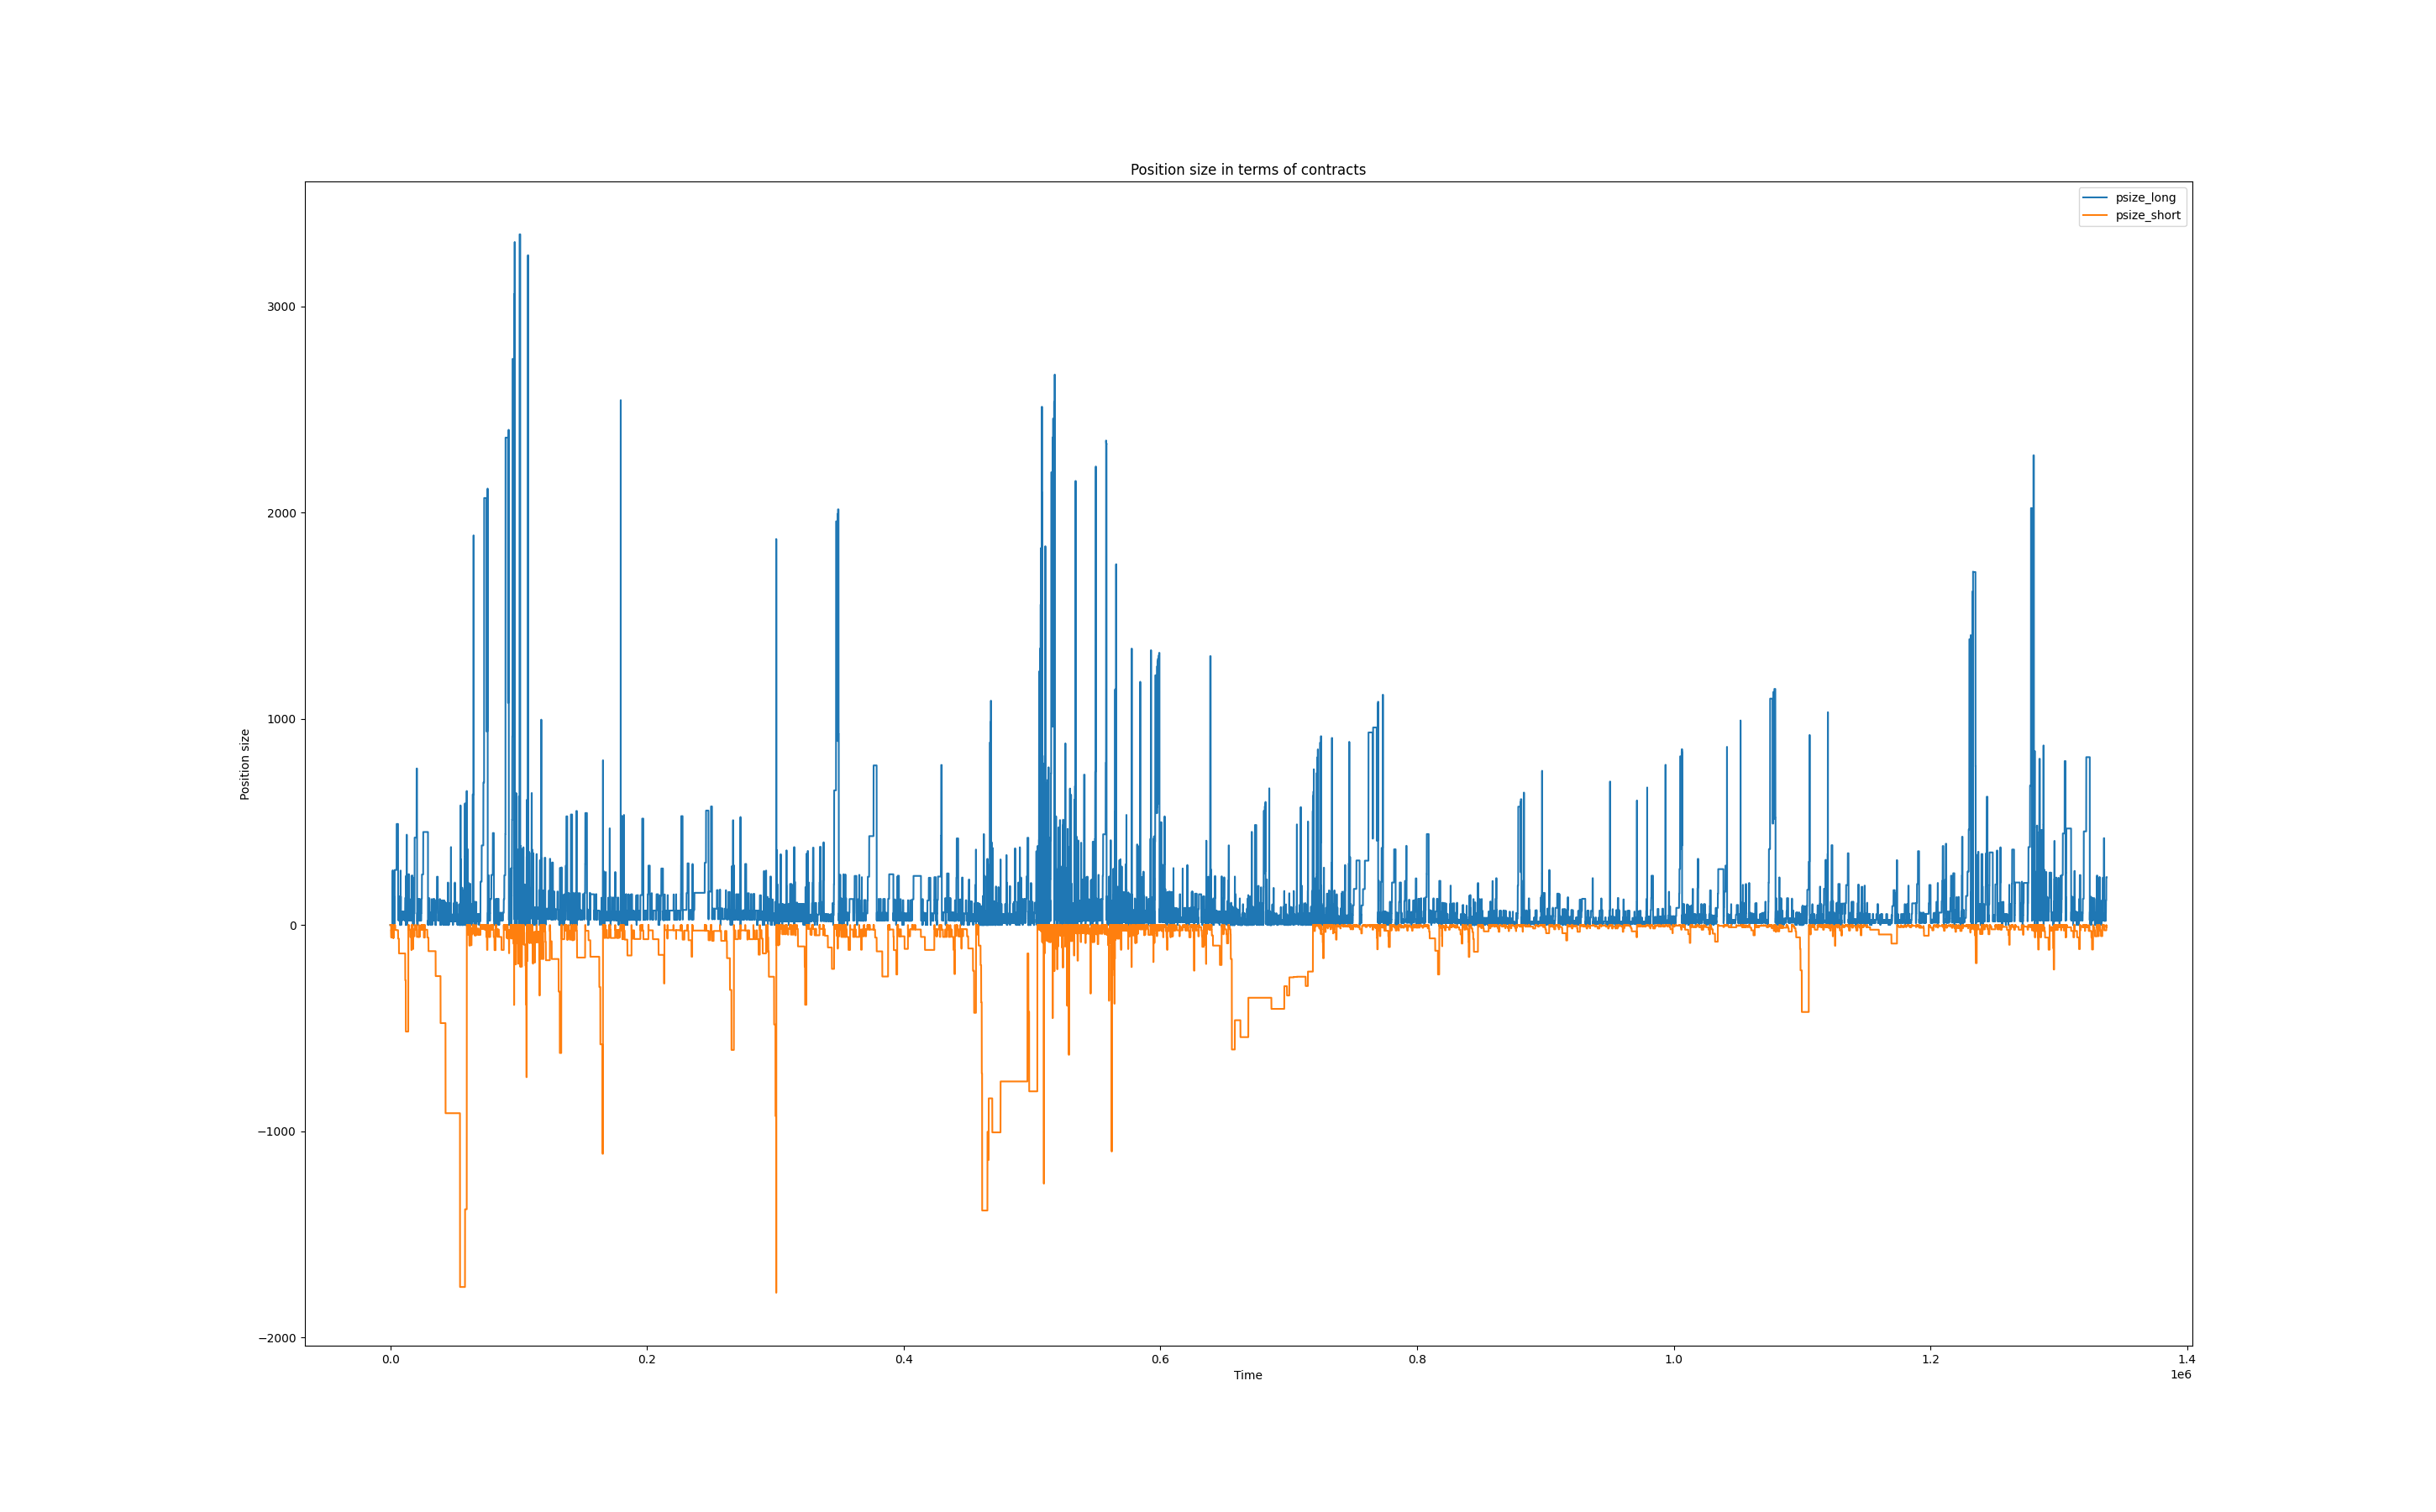 Position size in terms of contracts
psize_long
psize_short
3000
2000
1000
0
−1000
−2000
Position size
0.0 0.2 0.4 0.6 0.8 1.0 1.2 1.4
Time
1e6